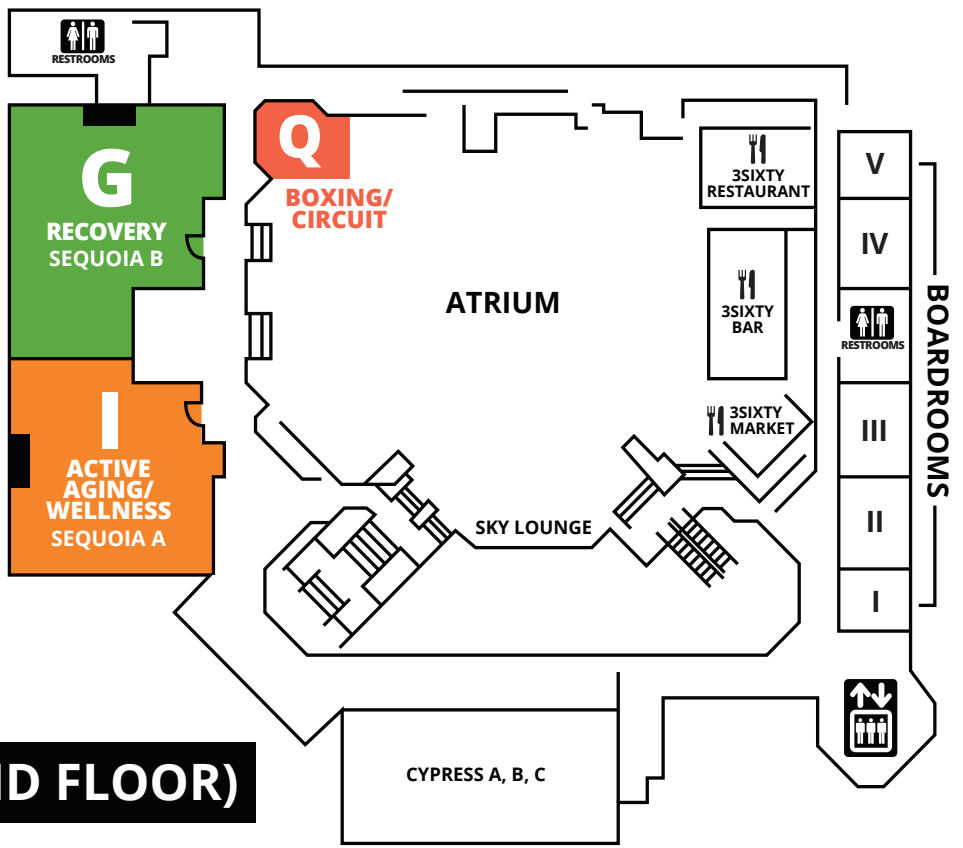 RESTROOMS
G
RECOVERY
SEQUOIA B
Q
BOXING/
CIRCUIT
3SIXTY
RESTAURANT
V
IV
ATRIUM
3SIXTY
BAR
RESTROOMS
BOARDROOMS
I
ACTIVE
AGING/
WELLNESS
SEQUOIA A
3SIXTY
MARKET
III
II
SKY LOUNGE
I
CYPRESS A, B, C
FLOOR)